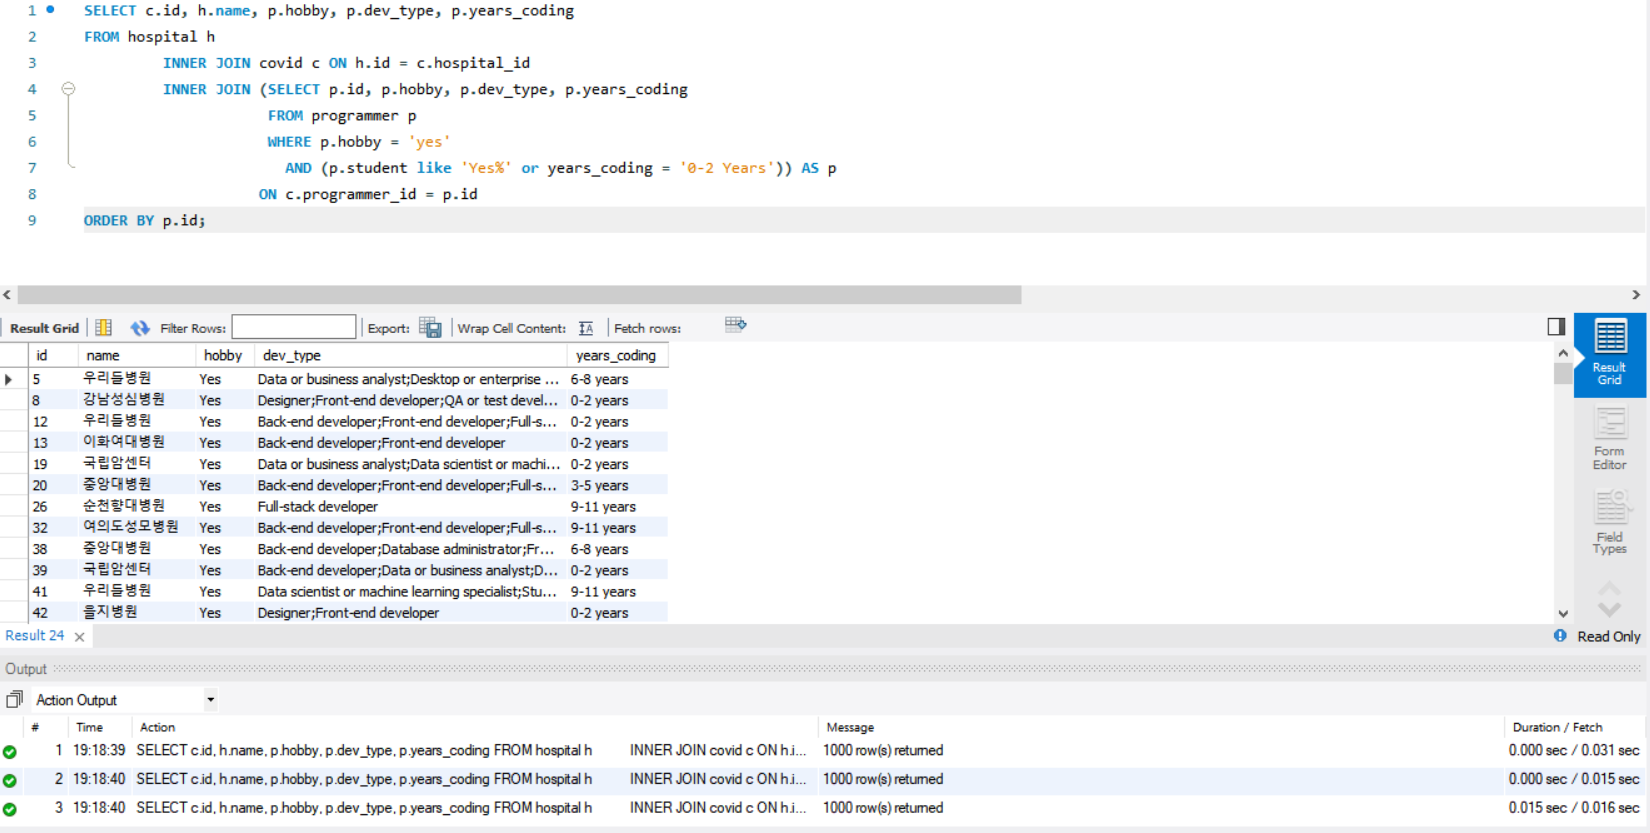 1 SELECT c.id, h.name, p.hobby, p.dev_type, p.years_coding
2 FROM hospital h
3 INNER JOIN covid c ON h.id = c.hospital_id
4 INNER JOIN (SELECT p.id, p.hobby, p.dev_type, p.years_coding
5 FROM programmer p
6 WHERE p.hobby = 'yes'
7 AND (p.student like 'Yes%' or years_coding = '0-2 Years')) AS p
8 ON c.programmer_id = p.id
9 ORDER BY p.id;
Result Grid Filter Rows: Export: Wrap Cell Content: Fetch rows:
id name hobby dev_type years_coding
5 우리들병원 Yes Data or business analyst;Desktop or enterprise ... 6-8 years
8 강남성심병원 Yes Designer;Front-end developer;QA or test devel... 0-2 years
12 우리들병원 Yes Back-end developer;Front-end developer;Full-s... 0-2 years
13 이화여대병원 Yes Back-end developer;Front-end developer 0-2 years
19 국립암센터 Yes Data or business analyst;Data scientist or machi... 0-2 years
20 중앙대병원 Yes Back-end developer;Front-end developer;Full-s... 3-5 years
26 순천향대병원 Yes Full-stack developer 9-11 years
32 여의도성모병원 Yes Back-end developer;Front-end developer;Full-s... 9-11 years
38 중앙대병원 Yes Back-end developer;Database administrator;Fr... 6-8 years
39 국립암센터 Yes Back-end developer;Data or business analyst;D... 0-2 years
41 우리들병원 Yes Data scientist or machine learning specialist;Stu... 9-11 years
42 을지병원 Yes Designer;Front-end developer 0-2 years
Result
Grid
Form
Editor
Field
Types
Result 24 Read Only
Output
Action Output
# Time Action Message Duration / Fetch
1 19:18:39 SELECT c.id, h.name, p.hobby, p.dev_type, p.years_coding FROM hospital h INNER JOIN covid c ON h.i... 1000 row(s) returned 0.000 sec / 0.031 sec
2 19:18:40 SELECT c.id, h.name, p.hobby, p.dev_type, p.years_coding FROM hospital h INNER JOIN covid c ON h.i... 1000 row(s) returned 0.000 sec / 0.015 sec
3 19:18:40 SELECT c.id, h.name, p.hobby, p.dev_type, p.years_coding FROM hospital h INNER JOIN covid c ON h.i... 1000 row(s) returned 0.015 sec / 0.016 sec